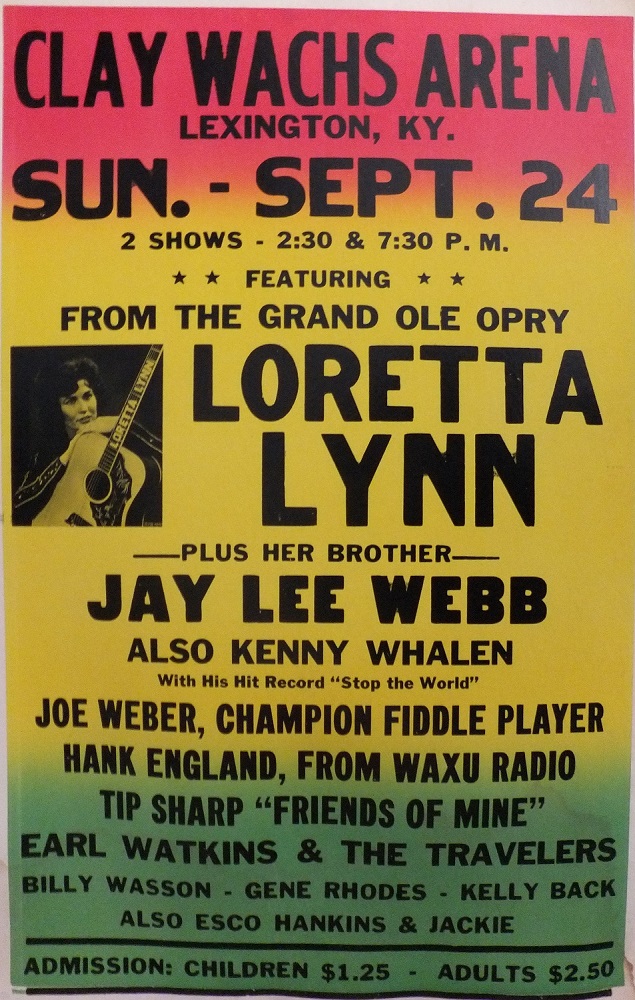 CLAY WACHS ARENA
LEXINGTON, KY.
SUN. - SEPT. 24
2 SHOWS - 2:30 & 7:30 P. M.
★ ★ FEATURING ★ ★
FROM THE GRAND OLE OPRY
LORETTA LYNN
LORETTA
LYNN
PLUS HER BROTHER
JAY LEE WEBB
ALSO KENNY WHALEN
With His Hit Record "Stop the World"
JOE WEBER, CHAMPION FIDDLE PLAYER
HANK ENGLAND, FROM WAXU RADIO
TIP SHARP "FRIENDS OF MINE"
EARL WATKINS & THE TRAVELERS
BILLY WASSON - GENE RHODES - KELLY BACK
ALSO ESCO HANKINS & JACKIE
ADMISSION: CHILDREN $1.25 - ADULTS $2.50